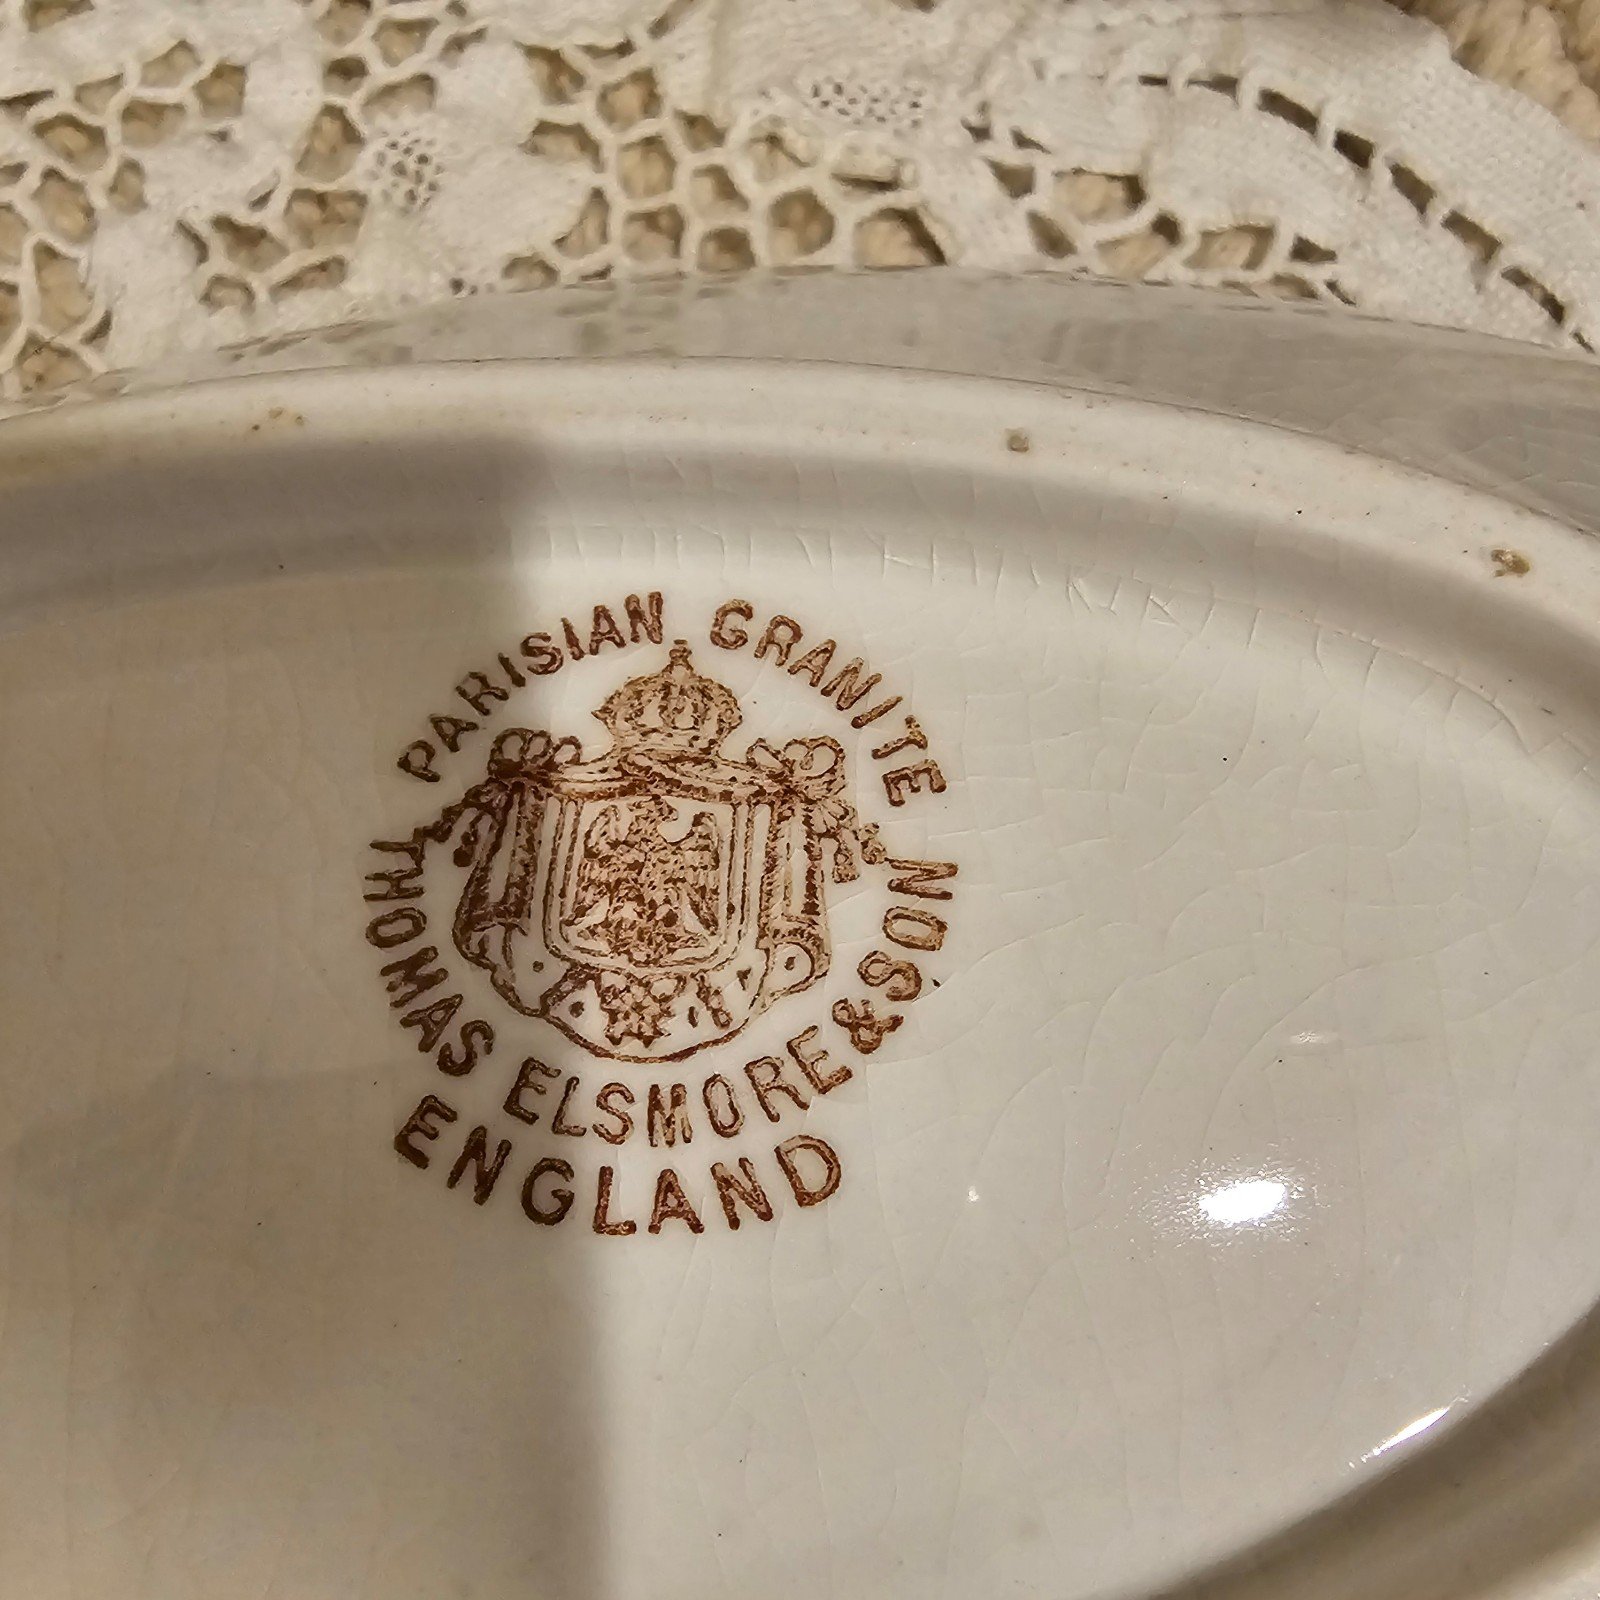 PARISIAN GRANITE
THOMAS ELSMORE & SON
ENGLAND